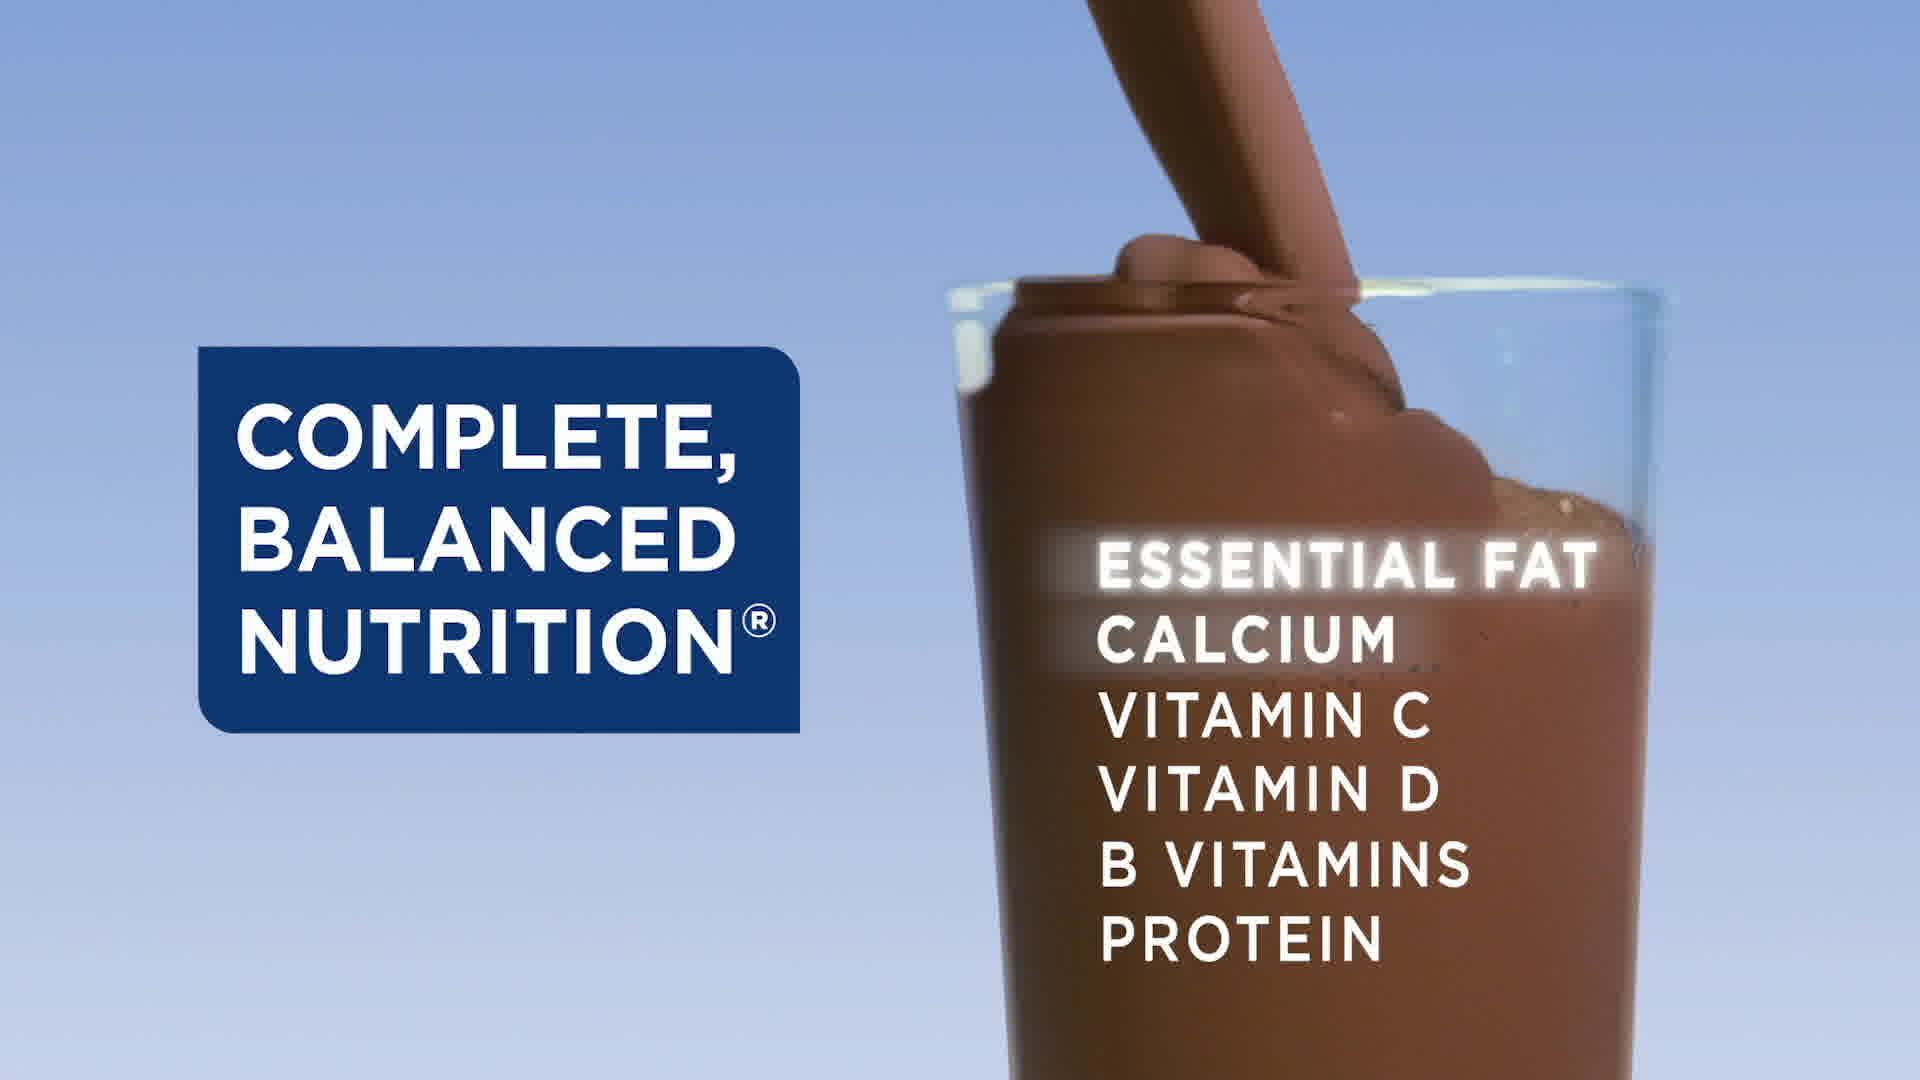 COMPLETE,
BALANCED
NUTRITION®
ESSENTIAL FAT
CALCIUM
VITAMIN C
VITAMIN D
B VITAMINS
PROTEIN